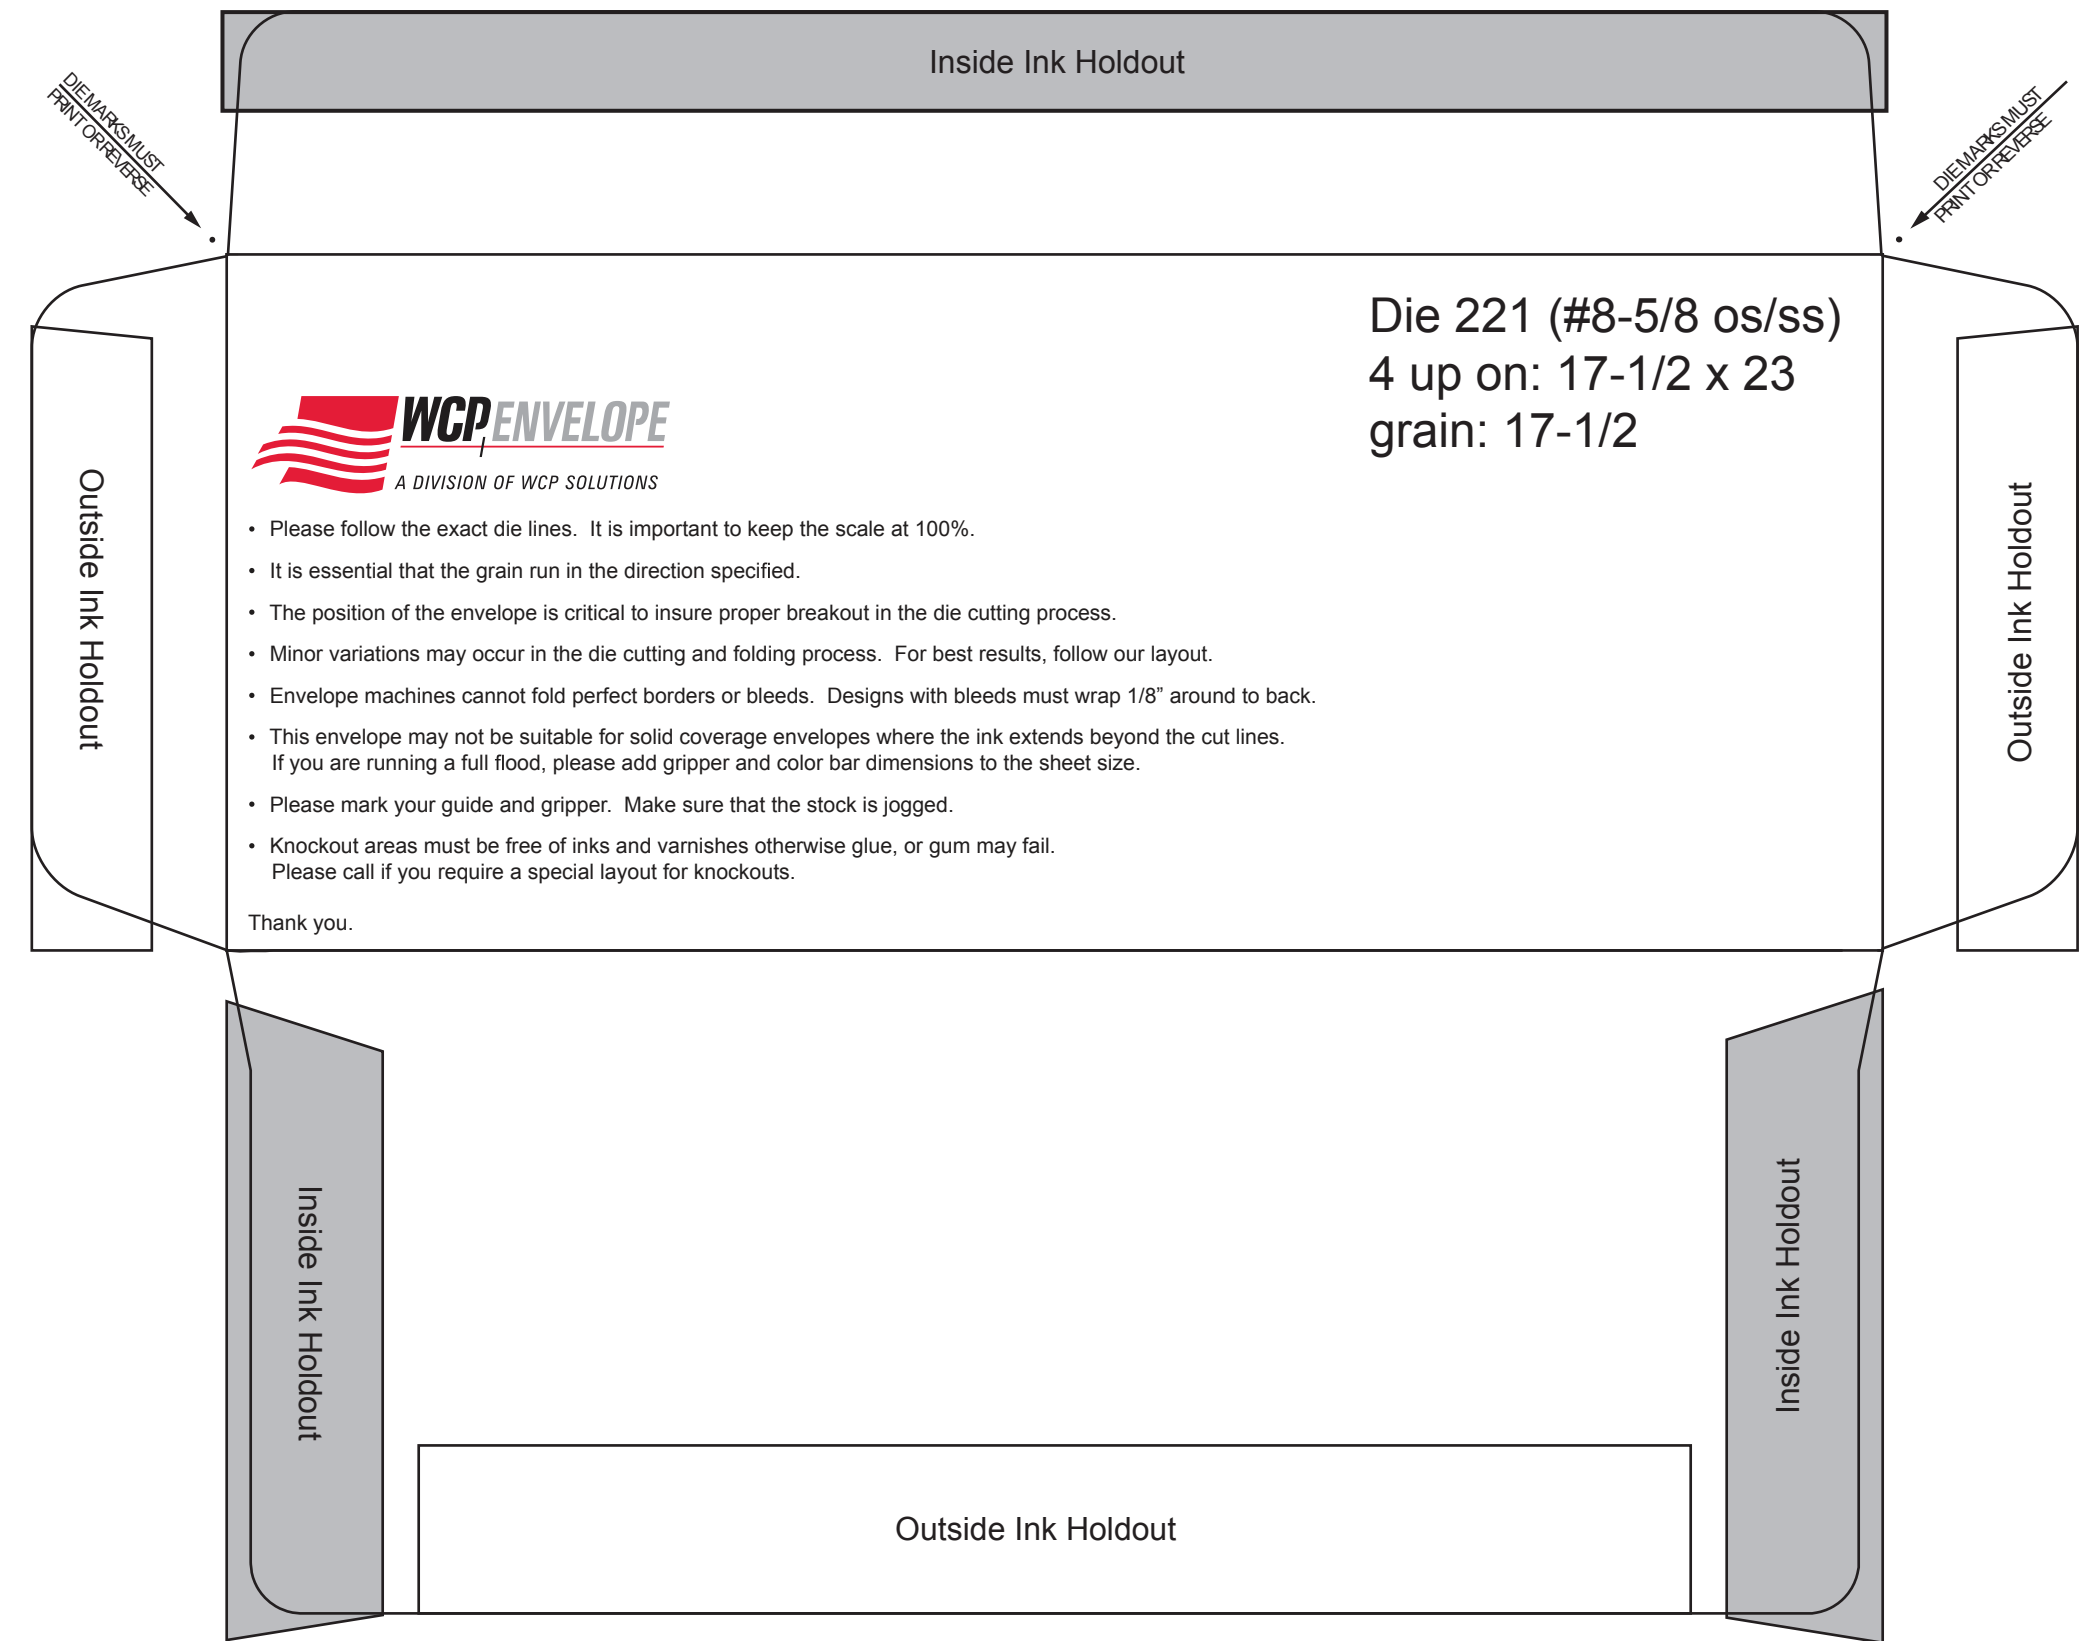 Inside Ink Holdout
DIE MARKS MUST
PRINT OR REVERSE
DIE MARKS MUST
PRINT OR REVERSE
Die 221 (#8-5/8 os/ss)
4 up on: 17-1/2 x 23
grain: 17-1/2
WCP ENVELOPE
A DIVISION OF WCP SOLUTIONS
• Please follow the exact die lines.  It is important to keep the scale at 100%.
• It is essential that the grain run in the direction specified.
• The position of the envelope is critical to insure proper breakout in the die cutting process.
• Minor variations may occur in the die cutting and folding process.  For best results, follow our layout.
• Envelope machines cannot fold perfect borders or bleeds.  Designs with bleeds must wrap 1/8” around to back.
• This envelope may not be suitable for solid coverage envelopes where the ink extends beyond the cut lines.
If you are running a full flood, please add gripper and color bar dimensions to the sheet size.
• Please mark your guide and gripper.  Make sure that the stock is jogged.
• Knockout areas must be free of inks and varnishes otherwise glue, or gum may fail.
Please call if you require a special layout for knockouts.
Thank you.
Outside Ink Holdout
Outside Ink Holdout
Inside Ink Holdout
Inside Ink Holdout
Outside Ink Holdout